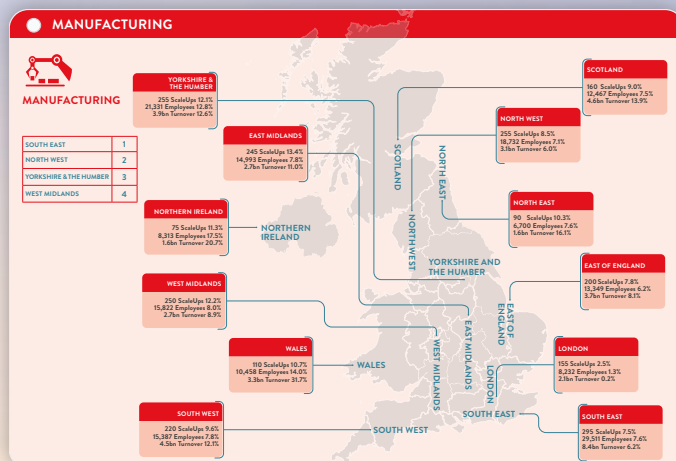 MANUFACTURING
MANUFACTURING
SOUTH EAST 1
NORTH WEST 2
YORKSHIRE & THE HUMBER 3
WEST MIDLANDS 4
YORKSHIRE &
THE HUMBER
255 ScaleUps 12.1%
21,331 Employees 12.8%
3.9bn Turnover 12.6%
EAST MIDLANDS
245 ScaleUps 13.4%
14,993 Employees 7.8%
2.7bn Turnover 11.0%
NORTHERN IRELAND
75 ScaleUps 11.3%
8,313 Employees 17.5%
1.6bn Turnover 20.7%
WEST MIDLANDS
250 ScaleUps 12.2%
15,822 Employees 8.0%
2.7bn Turnover 8.9%
WALES
110 ScaleUps 10.7%
10,458 Employees 14.0%
3.3bn Turnover 31.7%
SOUTH WEST
220 ScaleUps 9.6%
15,387 Employees 7.8%
4.5bn Turnover 12.1%
SCOTLAND
160 ScaleUps 9.0%
12,467 Employees 7.5%
4.6bn Turnover 13.9%
NORTH WEST
255 ScaleUps 8.5%
18,732 Employees 7.1%
3.1bn Turnover 6.0%
NORTH EAST
90 ScaleUps 10.3%
6,700 Employees 7.6%
1.6bn Turnover 16.1%
EAST OF ENGLAND
200 ScaleUps 7.8%
13,349 Employees 6.2%
3.7bn Turnover 8.1%
LONDON
155 ScaleUps 2.5%
8,232 Employees 1.3%
2.1bn Turnover 0.2%
SOUTH EAST
295 ScaleUps 7.5%
29,511 Employees 7.6%
8.4bn Turnover 6.2%
SCOTLAND
NORTH EAST
NORTHWEST
NORTHERN
IRELAND
YORKSHIRE AND
THE HUMBER
EAST OF
ENGLAND
EAST MIDLANDS
WEST MIDLANDS
WALES
LONDON
SOUTH EAST
SOUTH WEST